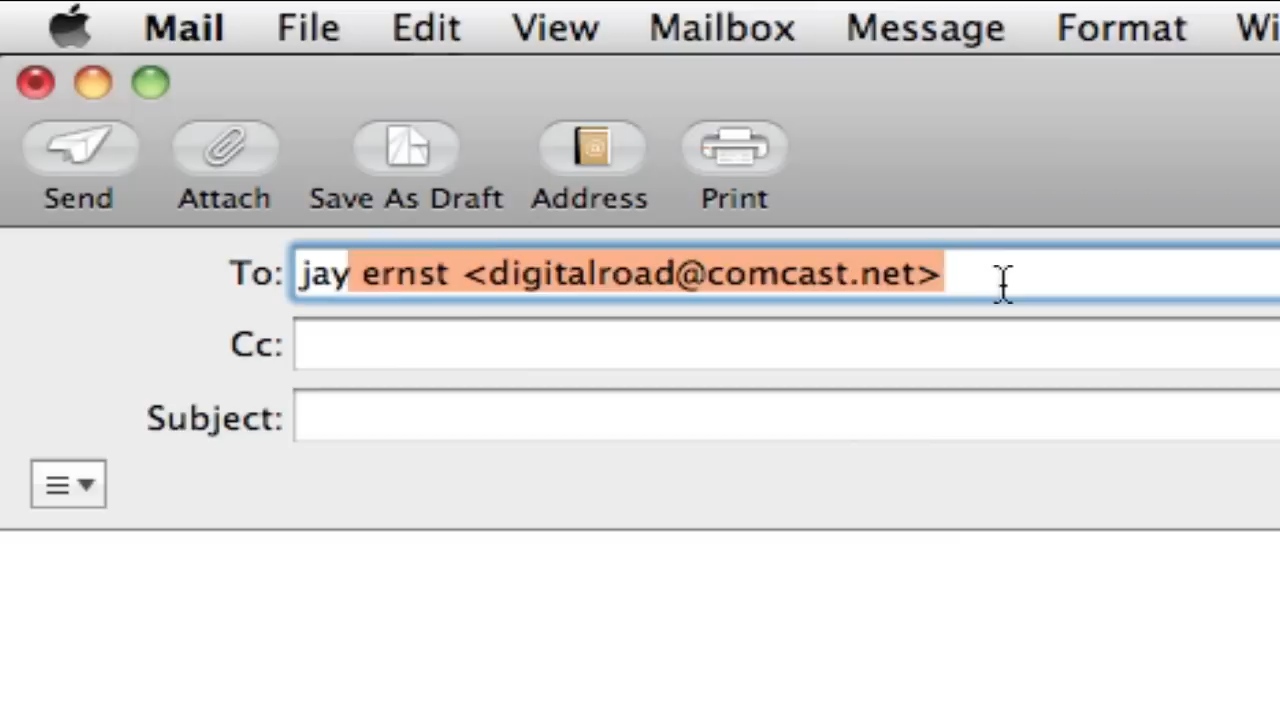 Mail File Edit View Mailbox Message Format Wi
Send Attach Save As Draft Address Print
To: jay ernst <digitalroad@comcast.net>
Cc:
Subject: